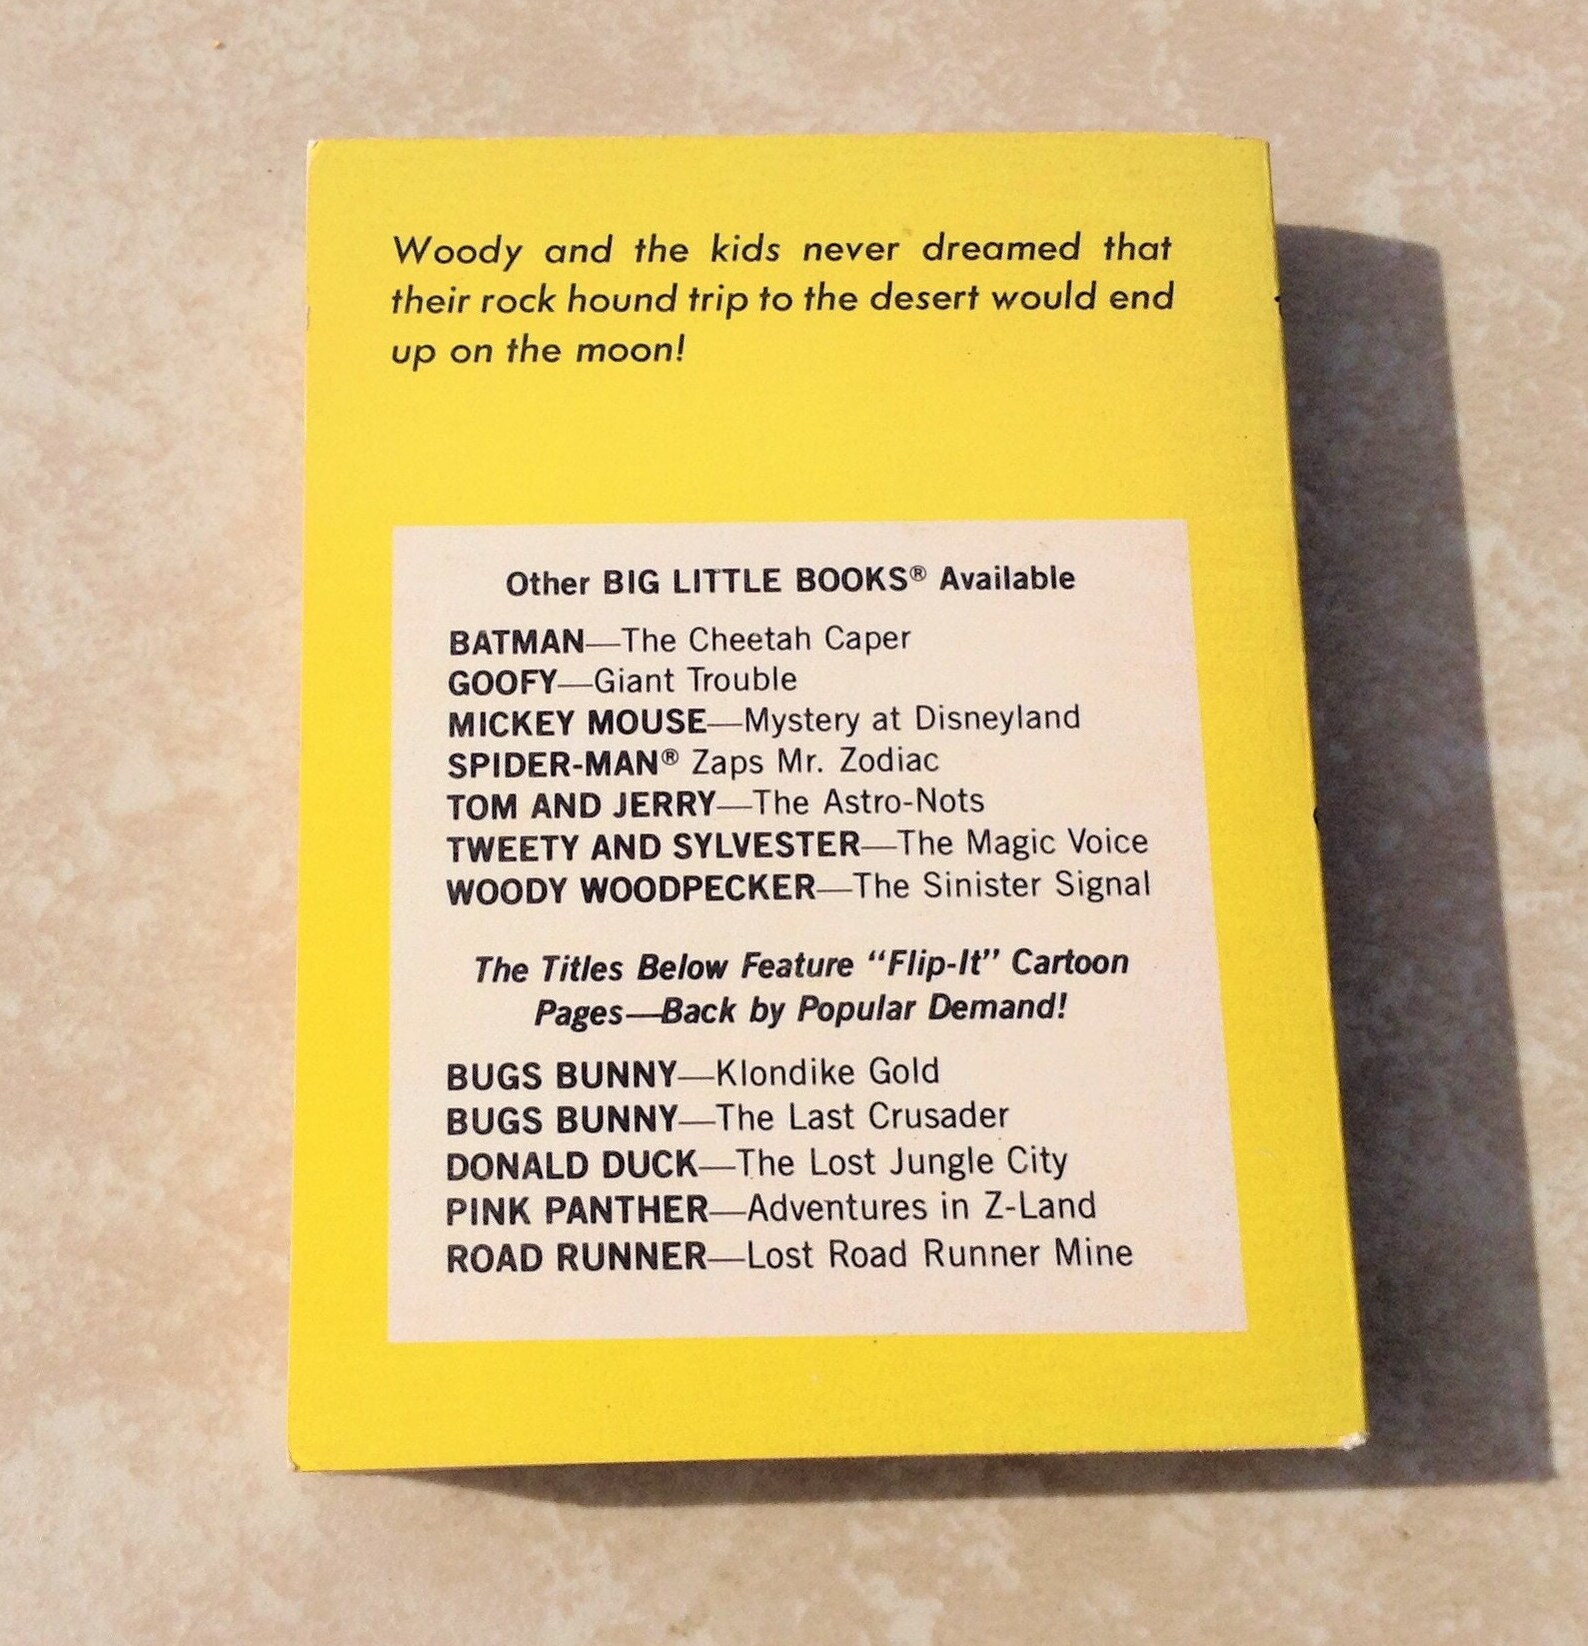 Woody and the kids never dreamed that
their rock hound trip to the desert would end
up on the moon!
Other BIG LITTLE BOOKS® Available
BATMAN—The Cheetah Caper
GOOFY—Giant Trouble
MICKEY MOUSE—Mystery at Disneyland
SPIDER-MAN® Zaps Mr. Zodiac
TOM AND JERRY—The Astro-Nots
TWEETY AND SYLVESTER—The Magic Voice
WOODY WOODPECKER—The Sinister Signal
The Titles Below Feature “Flip-It” Cartoon
Pages—Back by Popular Demand!
BUGS BUNNY—Klondike Gold
BUGS BUNNY—The Last Crusader
DONALD DUCK—The Lost Jungle City
PINK PANTHER—Adventures in Z-Land
ROAD RUNNER—Lost Road Runner Mine